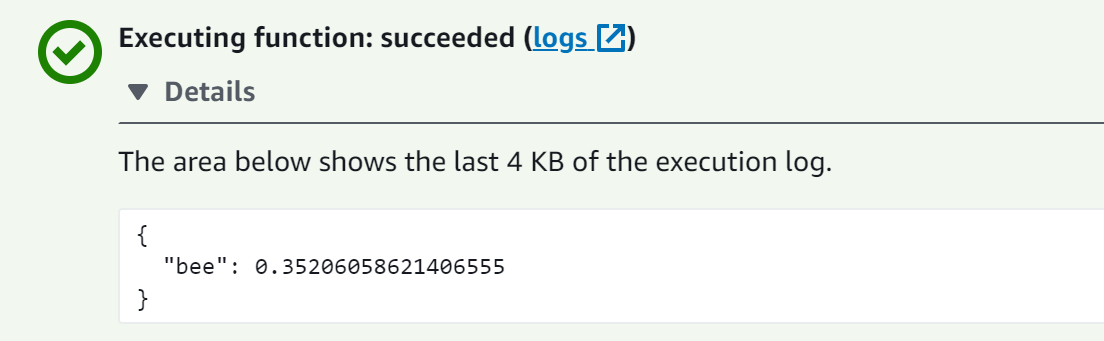 Executing function: succeeded (logs)
Details
The area below shows the last 4 KB of the execution log.
{
  "bee": 0.35206058621406555
}